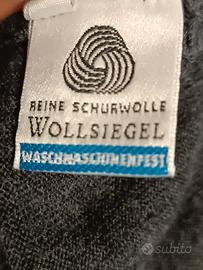 REINE SCHURWOLLE
WOLLSIEGEL
WASCHMASCHINENFEST
subito